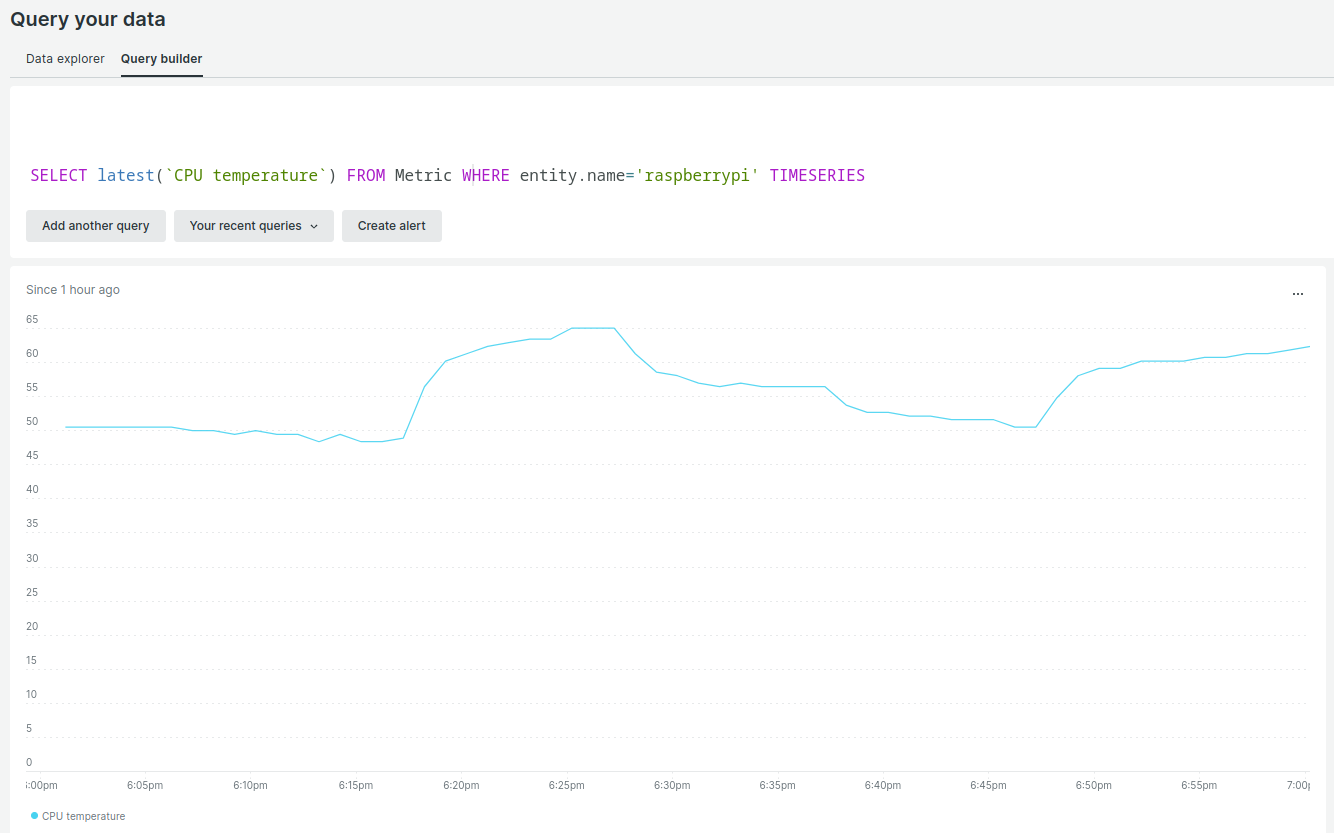 Query your data
Data explorer Query builder
SELECT latest(`CPU temperature`) FROM Metric WHERE entity.name='raspberrypi' TIMESERIES
Add another query Your recent queries Create alert
Since 1 hour ago ...
65
60
55
50
45
40
35
30
25
20
15
10
5
0
:00pm 6:05pm 6:10pm 6:15pm 6:20pm 6:25pm 6:30pm 6:35pm 6:40pm 6:45pm 6:50pm 6:55pm 7:00p
CPU temperature